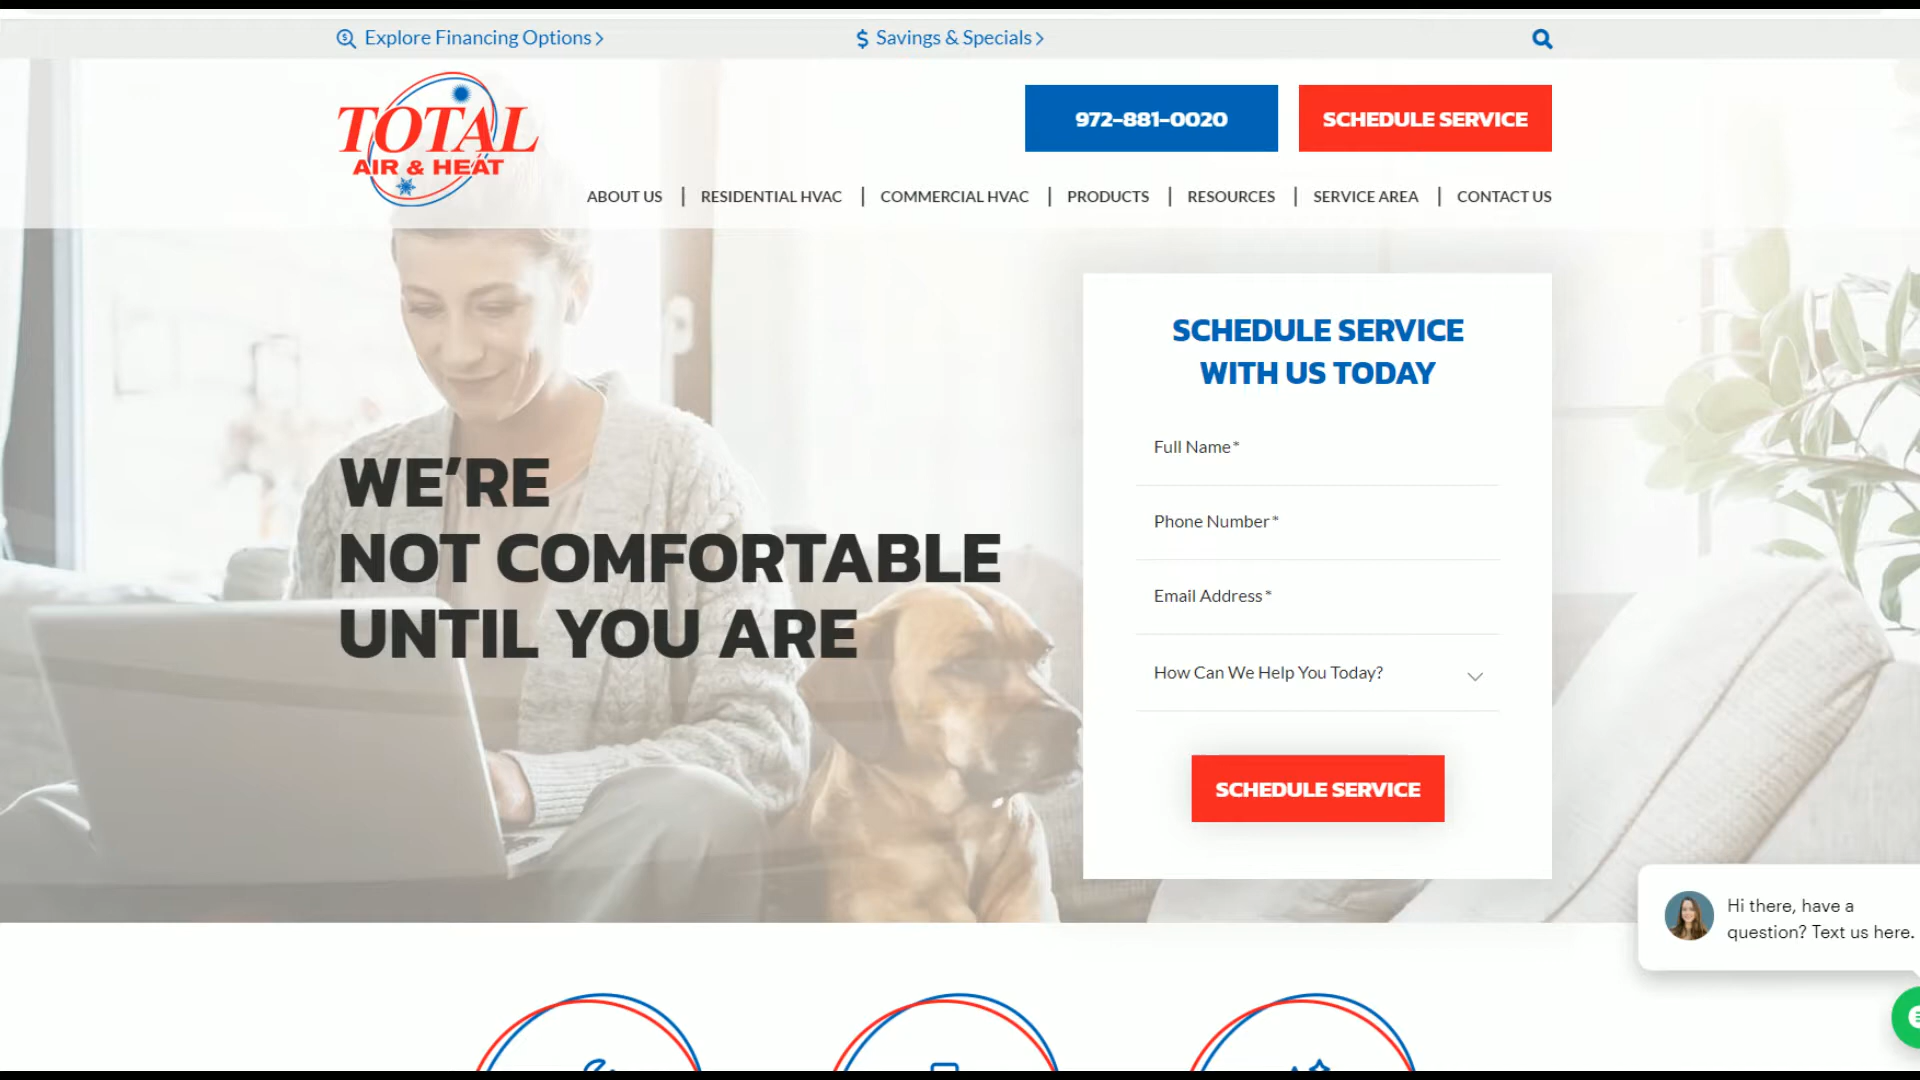 Explore Financing Options
Savings & Specials
TOTAL
AIR & HEAT
972-881-0020
SCHEDULE SERVICE
ABOUT US
RESIDENTIAL HVAC
COMMERCIAL HVAC
PRODUCTS
RESOURCES
SERVICE AREA
CONTACT US
WE'RE
NOT COMFORTABLE
UNTIL YOU ARE
SCHEDULE SERVICE
WITH US TODAY
Full Name*
Phone Number*
Email Address*
How Can We Help You Today?
SCHEDULE SERVICE
Hi there, have a
question? Text us here.